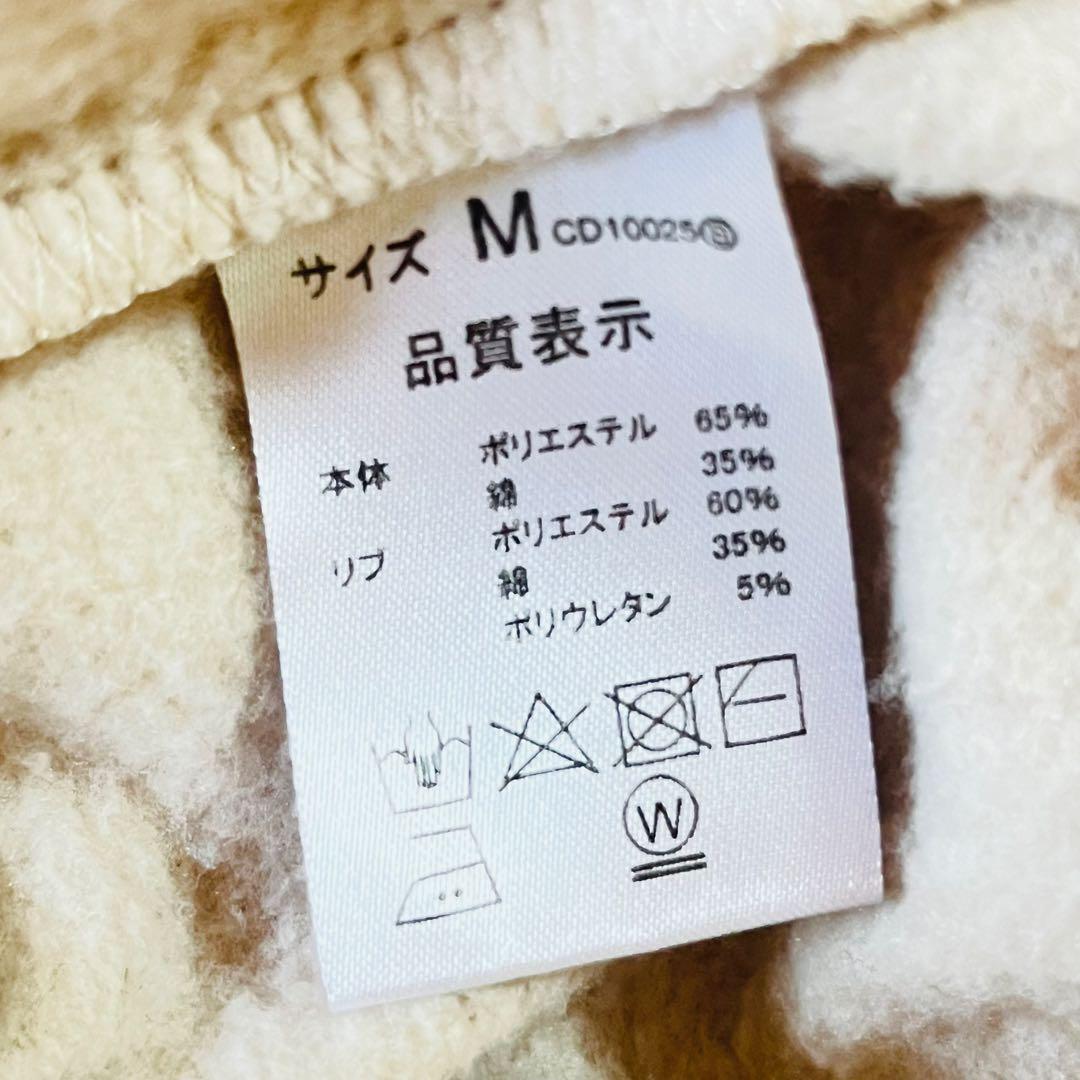 サイズ M CD10025Ⓑ
品質表示
本体 ポリエステル 65%
綿 35%
リブ ポリエステル 60%
綿 35%
ポリウレタン 5%
W